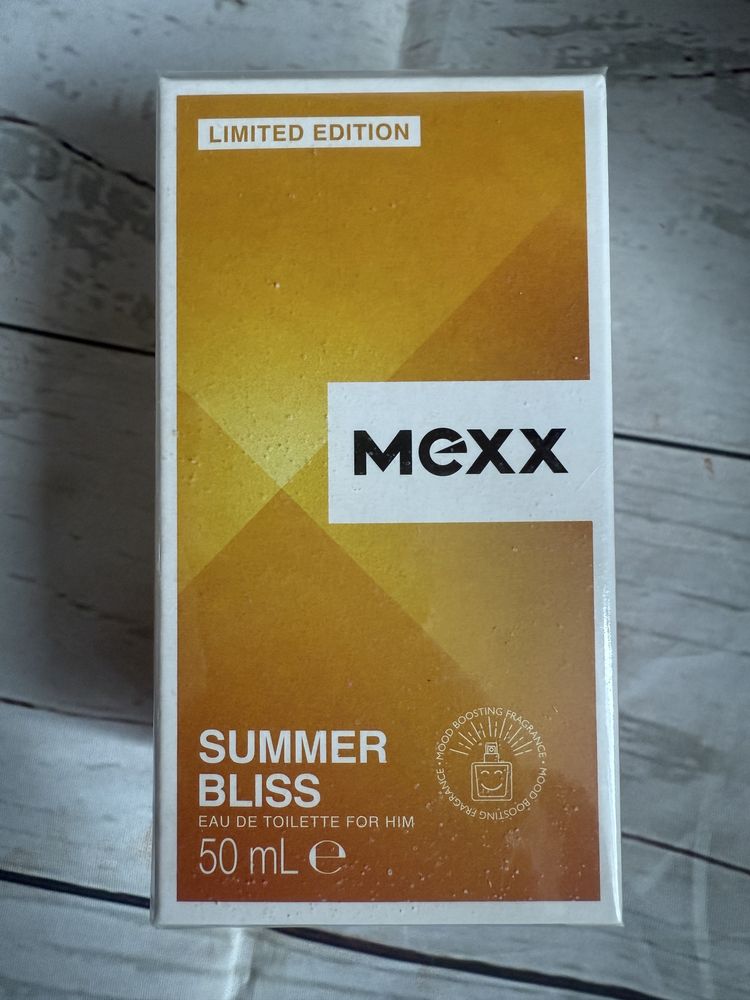 LIMITED EDITION
MEXX
SUMMER
BLISS
EAU DE TOILETTE FOR HIM
50 mL ℮
MOOD BOOSTING FRAGRANCE • MOOD BOOSTING FRAGRANCE •